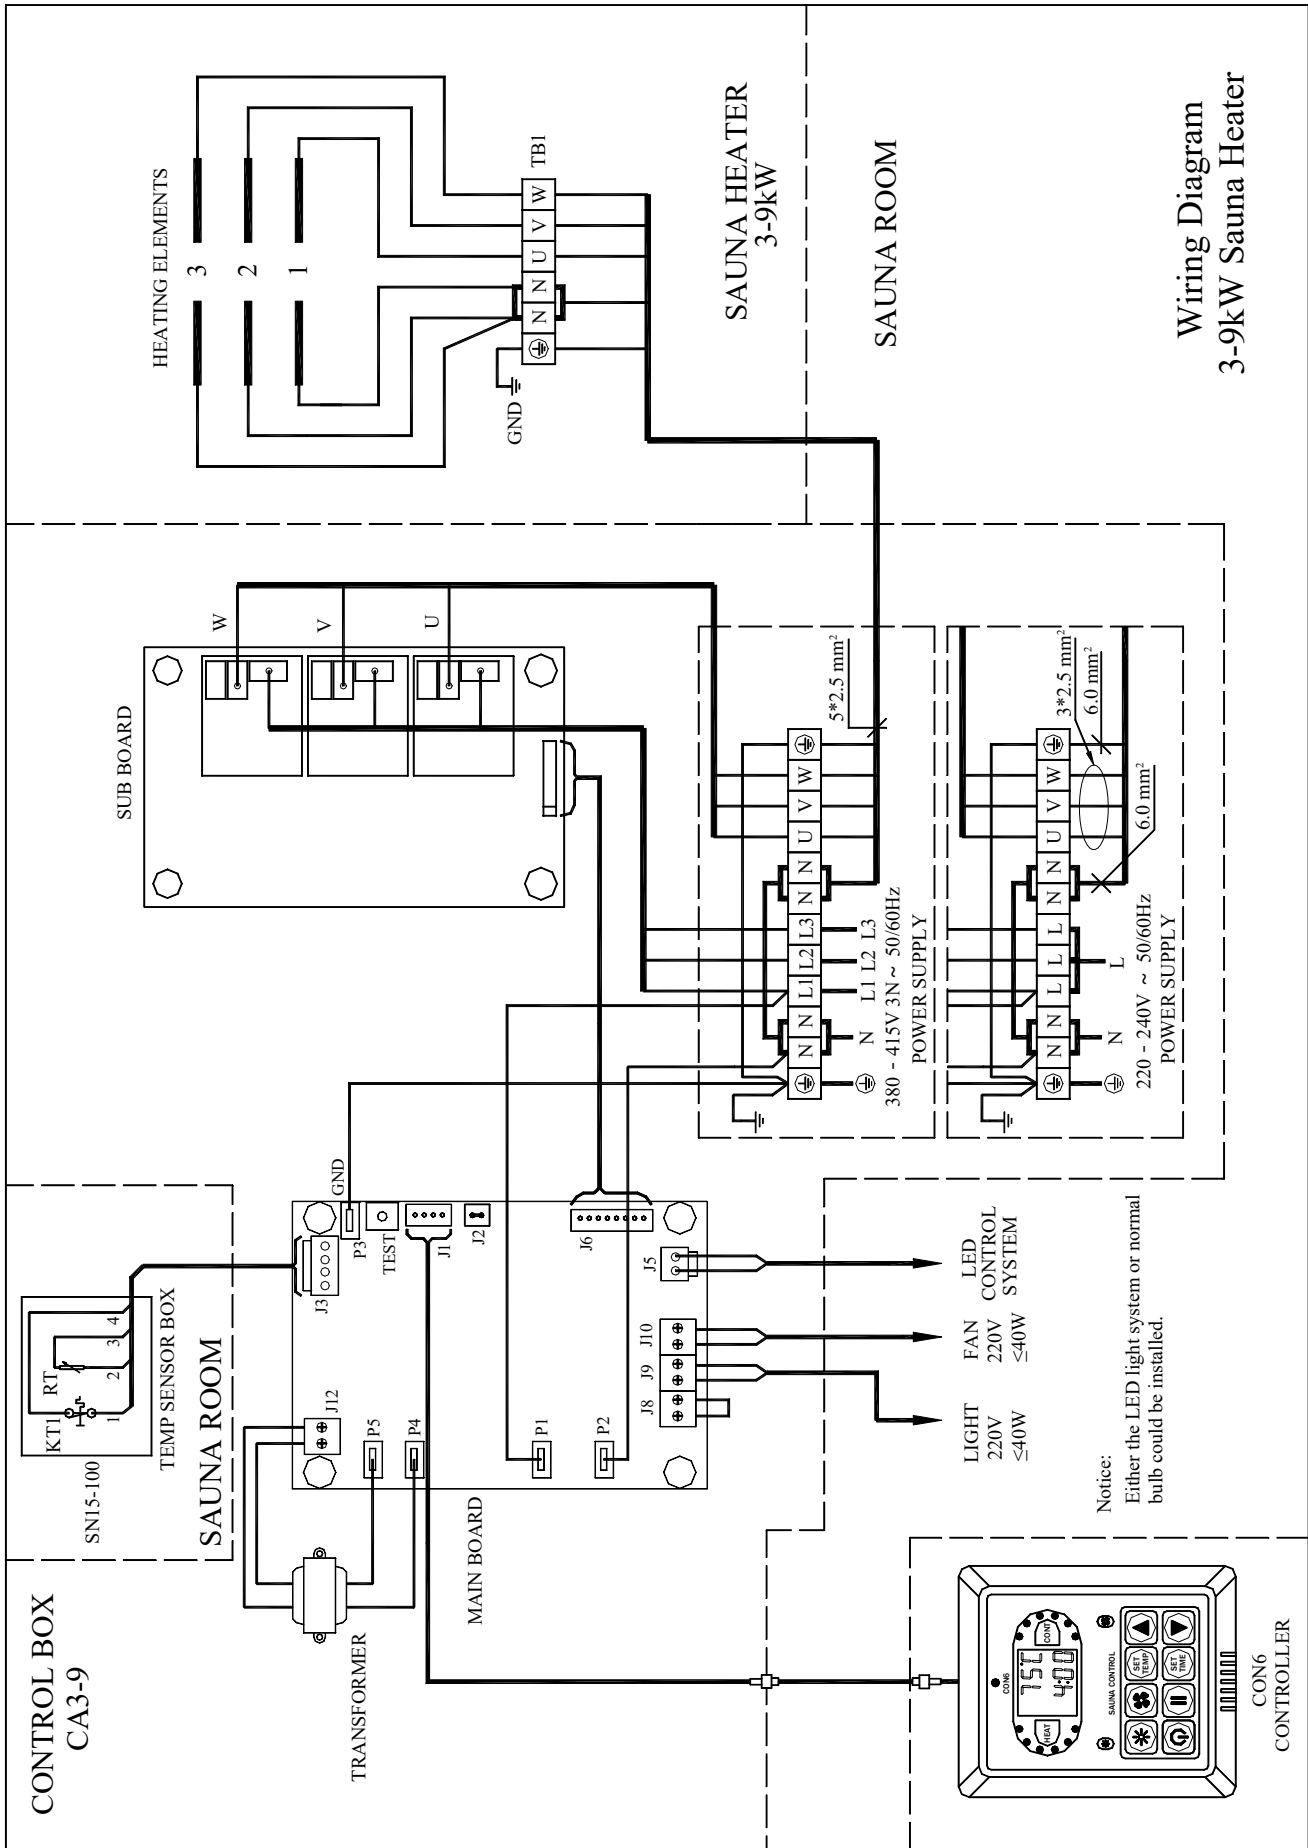 CONTROL BOX
CA3-9
SN15-100
TEMP SENSOR BOX
SAUNA ROOM
KT1
RT
1
2
3
4
TRANSFORMER
MAIN BOARD
J12
P5
P4
P1
P2
J3
P3
GND
TEST
J1
J2
J6
J8
J9
J10
J5
LIGHT
220V
≤40W
FAN
220V
≤40W
LED
CONTROL
SYSTEM
Notice:
Either the LED light system or normal
bulb could be installed.
CON6
HEAT
75℃
4:00
CONT
SAUNA CONTROL
SET
TEMP
SET
TIME
CON6
CONTROLLER
SUB BOARD
W
V
U
N N L1 L2 L3 N N U V W
N L1 L2 L3
380 - 415V 3N ~ 50/60Hz
POWER SUPPLY
5*2.5 mm²
N N L L L N N U V W
N L
220 - 240V ~ 50/60Hz
POWER SUPPLY
6.0 mm²
3*2.5 mm²
6.0 mm²
HEATING ELEMENTS
3
2
1
GND
N N U V W
TB1
SAUNA HEATER
3-9kW
SAUNA ROOM
Wiring Diagram
3-9kW Sauna Heater